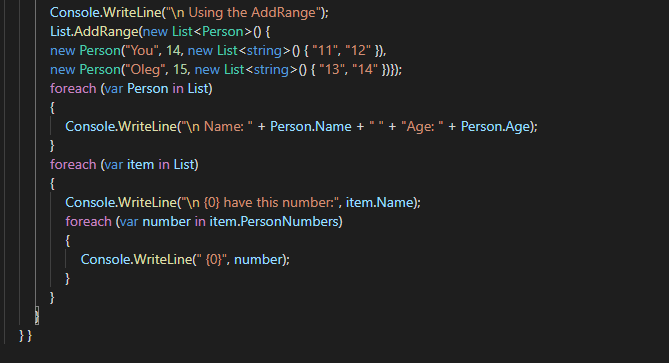 Console.WriteLine("\n Using the AddRange");
List.AddRange(new List<Person>() {
new Person("You", 14, new List<string>() { "11", "12" }),
new Person("Oleg", 15, new List<string>() { "13", "14" })});
foreach (var Person in List)
{
Console.WriteLine("\n Name: " + Person.Name + " " + "Age: " + Person.Age);
}
foreach (var item in List)
{
Console.WriteLine("\n {0} have this number:", item.Name);
foreach (var number in item.PersonNumbers)
{
Console.WriteLine(" {0}", number);
}
}
}
} }